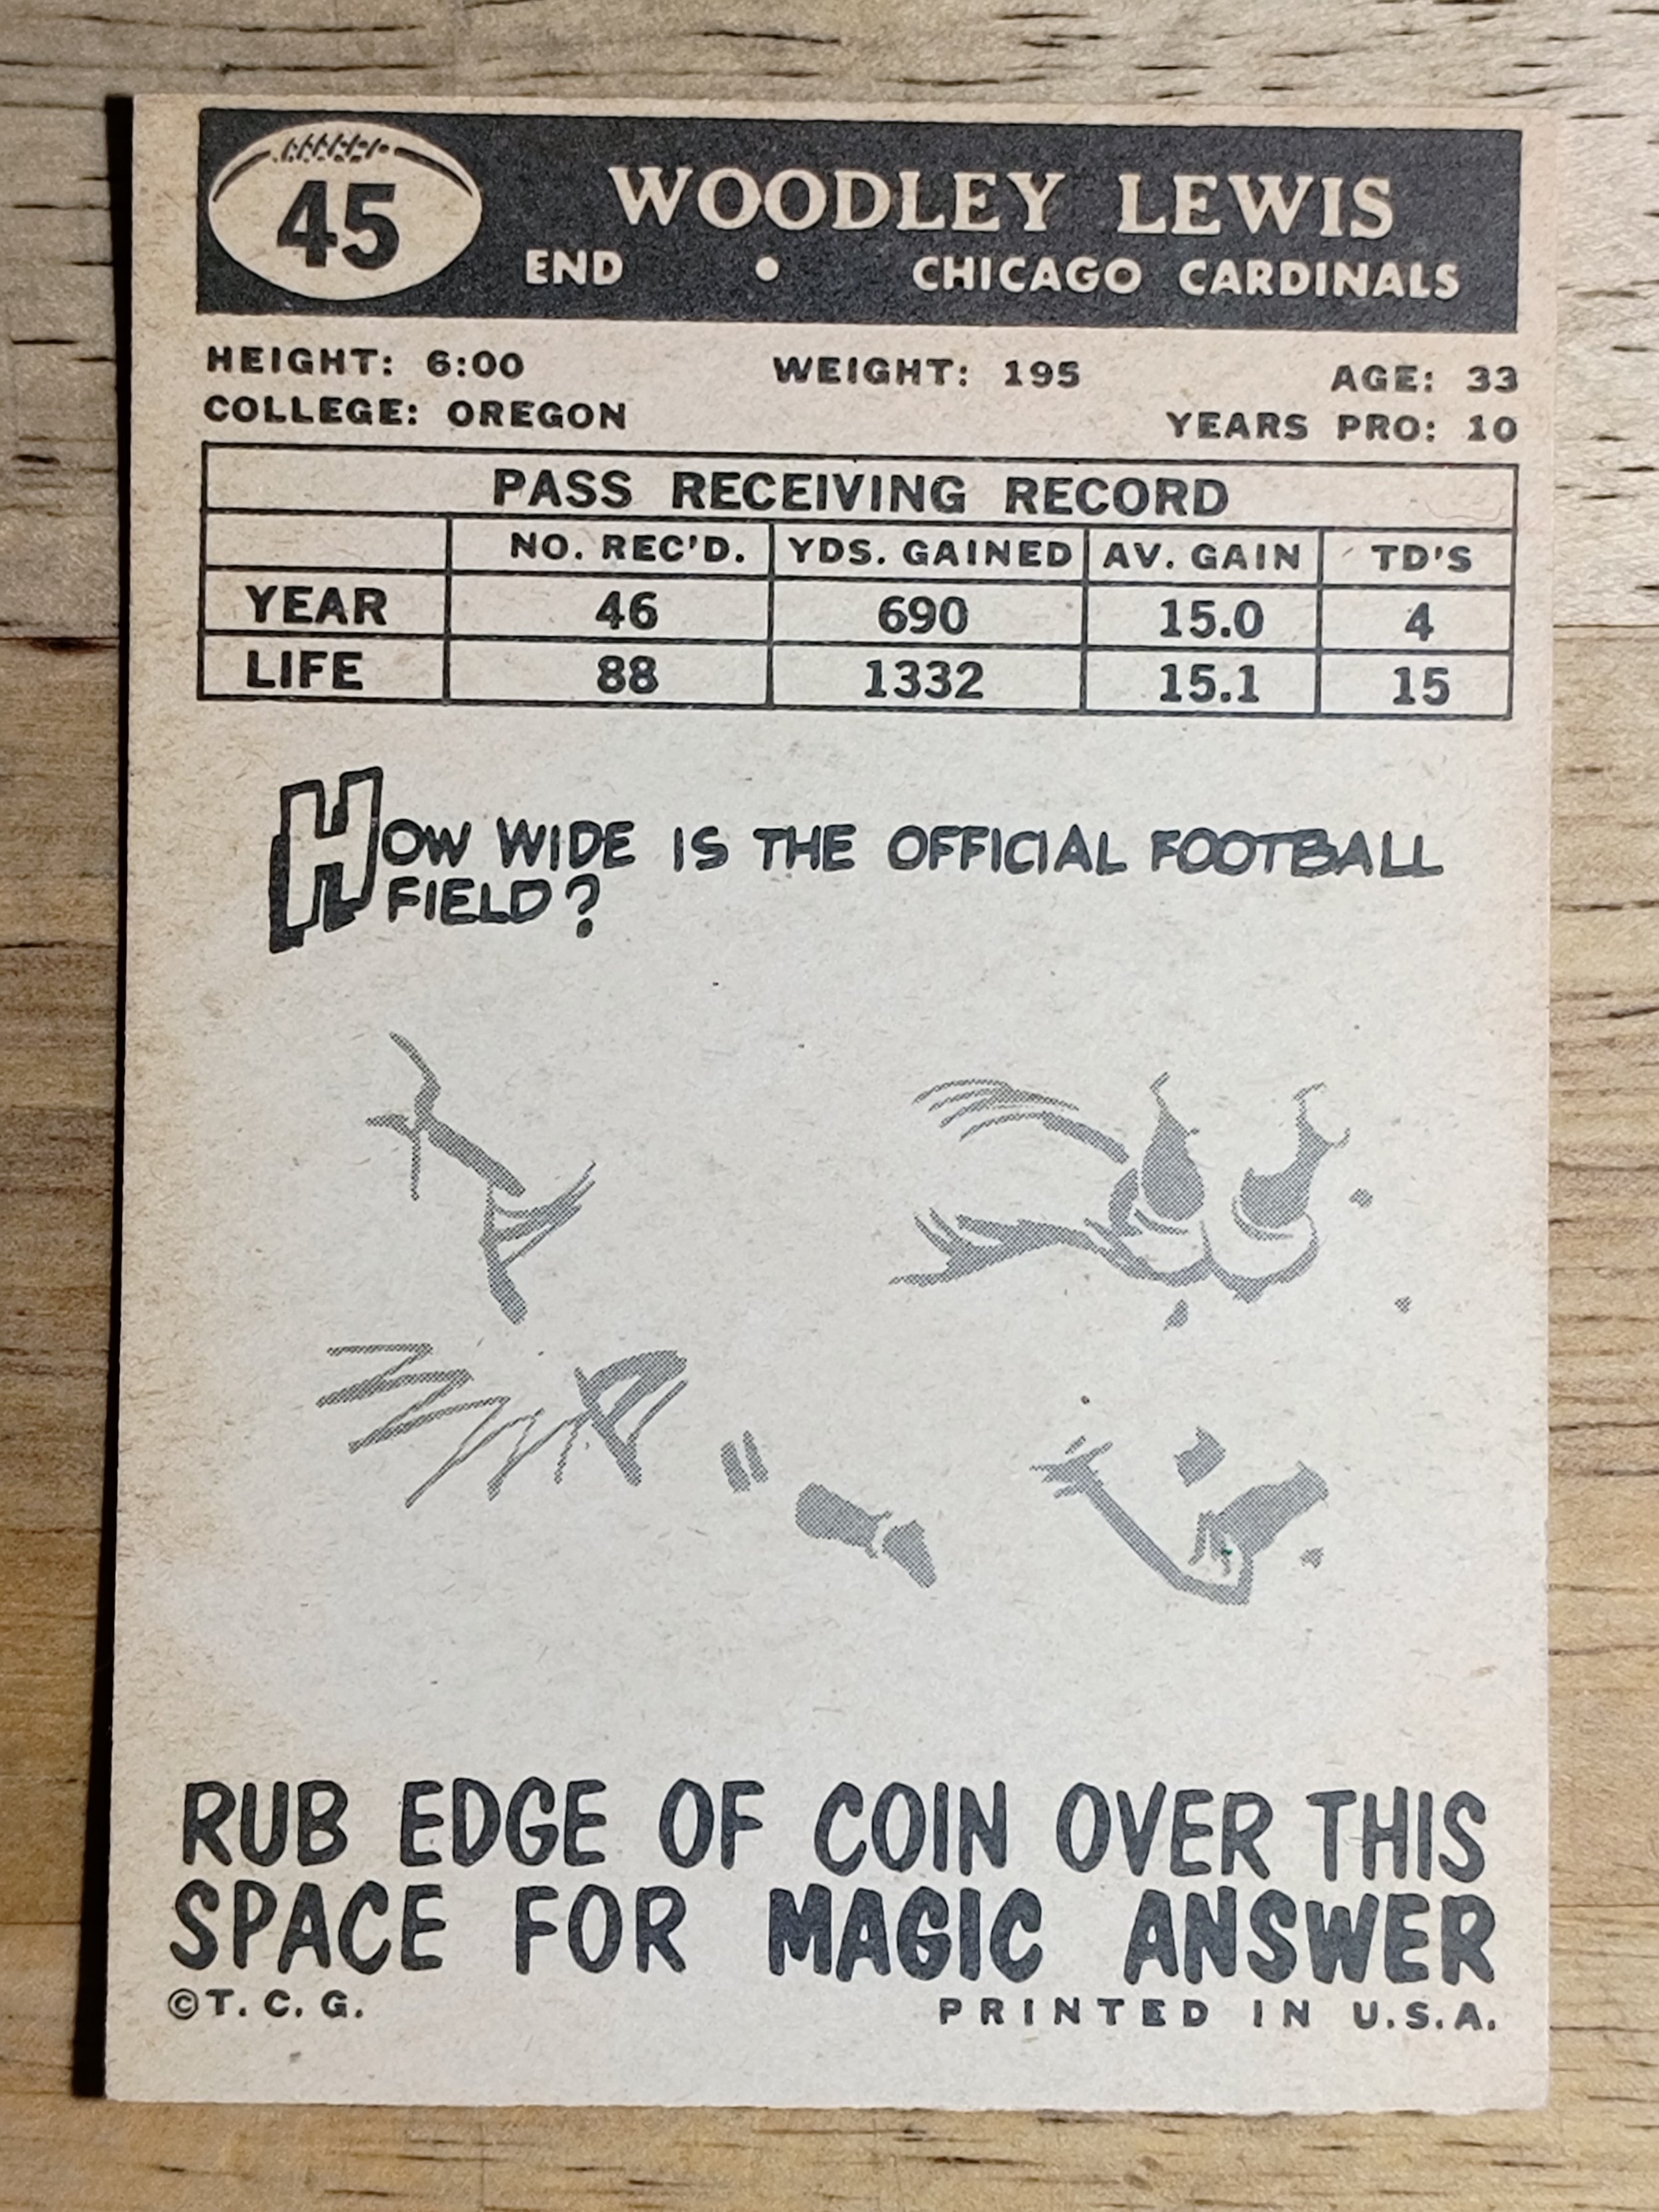 45
WOODLEY LEWIS
END • CHICAGO CARDINALS
HEIGHT: 6:00 WEIGHT: 195 AGE: 33
COLLEGE: OREGON YEARS PRO: 10
PASS RECEIVING RECORD
NO. REC'D. YDS. GAINED AV. GAIN TD'S
YEAR 46 690 15.0 4
LIFE 88 1332 15.1 15
HOW WIDE IS THE OFFICIAL FOOTBALL
FIELD?
RUB EDGE OF COIN OVER THIS
SPACE FOR MAGIC ANSWER
©T. C. G. PRINTED IN U.S.A.